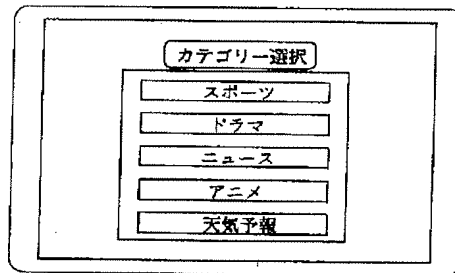 カテゴリー選択
スポーツ
ドラマ
ニュース
アニメ
天気予報